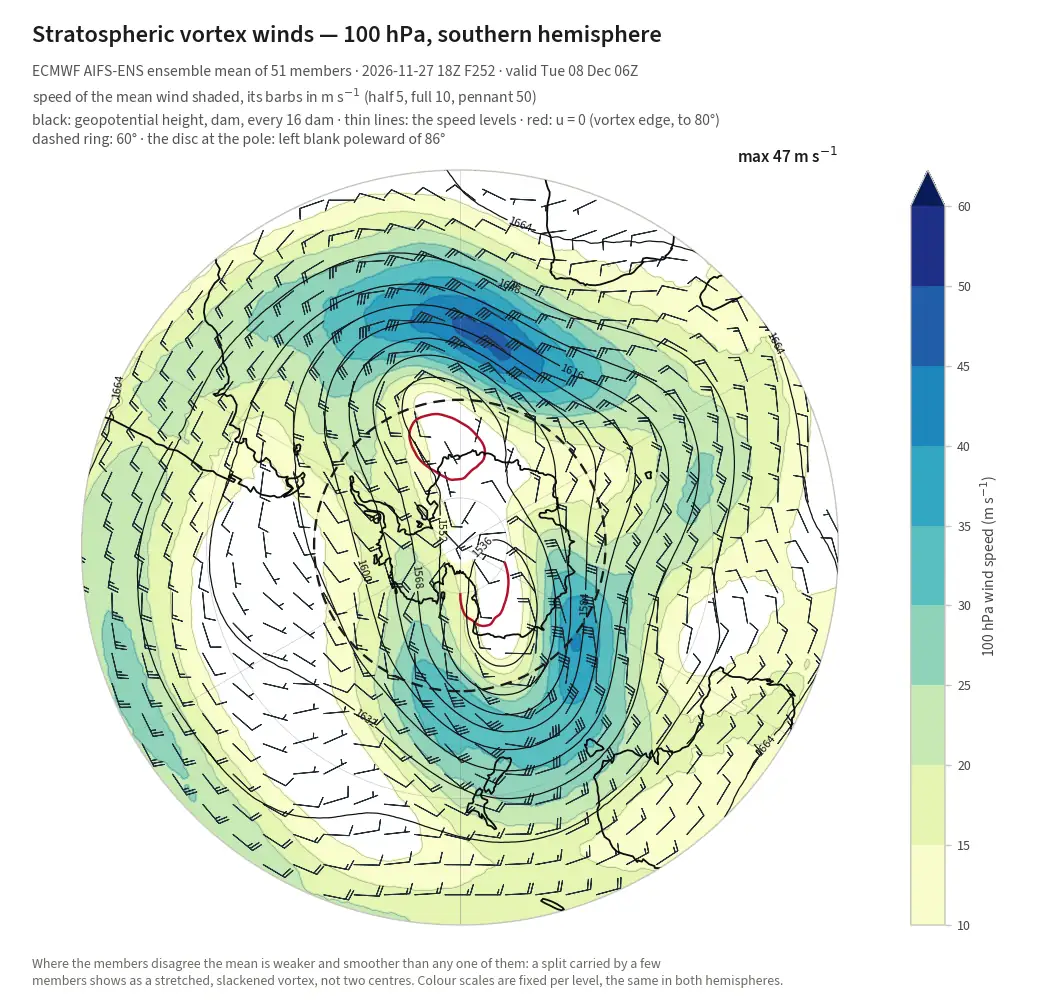 Stratospheric vortex winds — 100 hPa, southern hemisphere
ECMWF AIFS-ENS ensemble mean of 51 members · 2026-11-27 18Z F252 · valid Tue 08 Dec 06Z
speed of the mean wind shaded, its barbs in m s⁻¹ (half 5, full 10, pennant 50)
black: geopotential height, dam, every 16 dam · thin lines: the speed levels · red: u = 0 (vortex edge, to 80°)
dashed ring: 60° · the disc at the pole: left blank poleward of 86°
max 47 m s⁻¹
1664
1664
1664
1616
1552
1536
1600
1568
1584
1632
1664
60
50
45
40
35
30
25
20
15
10
100 hPa wind speed (m s⁻¹)
Where the members disagree the mean is weaker and smoother than any one of them: a split carried by a few
members shows as a stretched, slackened vortex, not two centres. Colour scales are fixed per level, the same in both hemispheres.